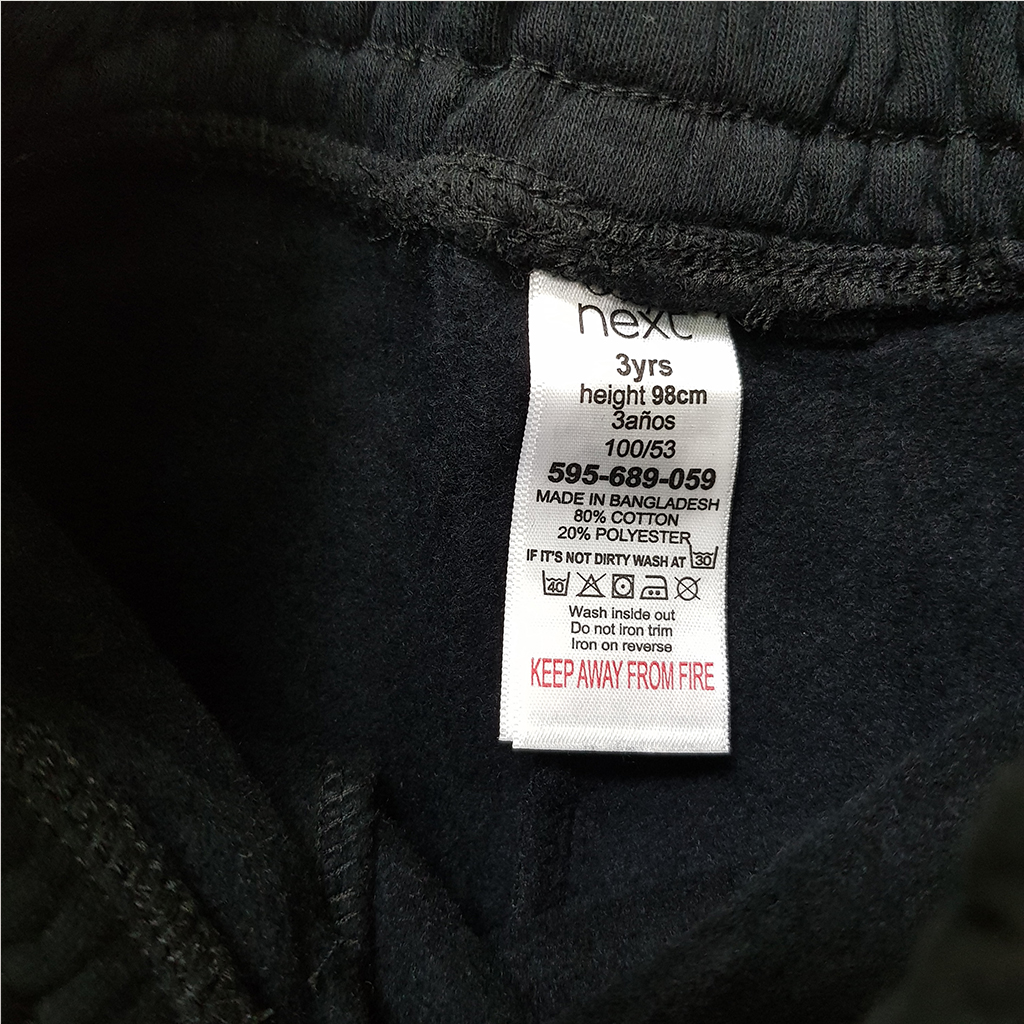 next
3yrs
height 98cm
3años
100/53
595-689-059
MADE IN BANGLADESH
80% COTTON
20% POLYESTER
IF IT'S NOT DIRTY WASH AT 30
40
Wash inside out
Do not iron trim
Iron on reverse
KEEP AWAY FROM FIRE